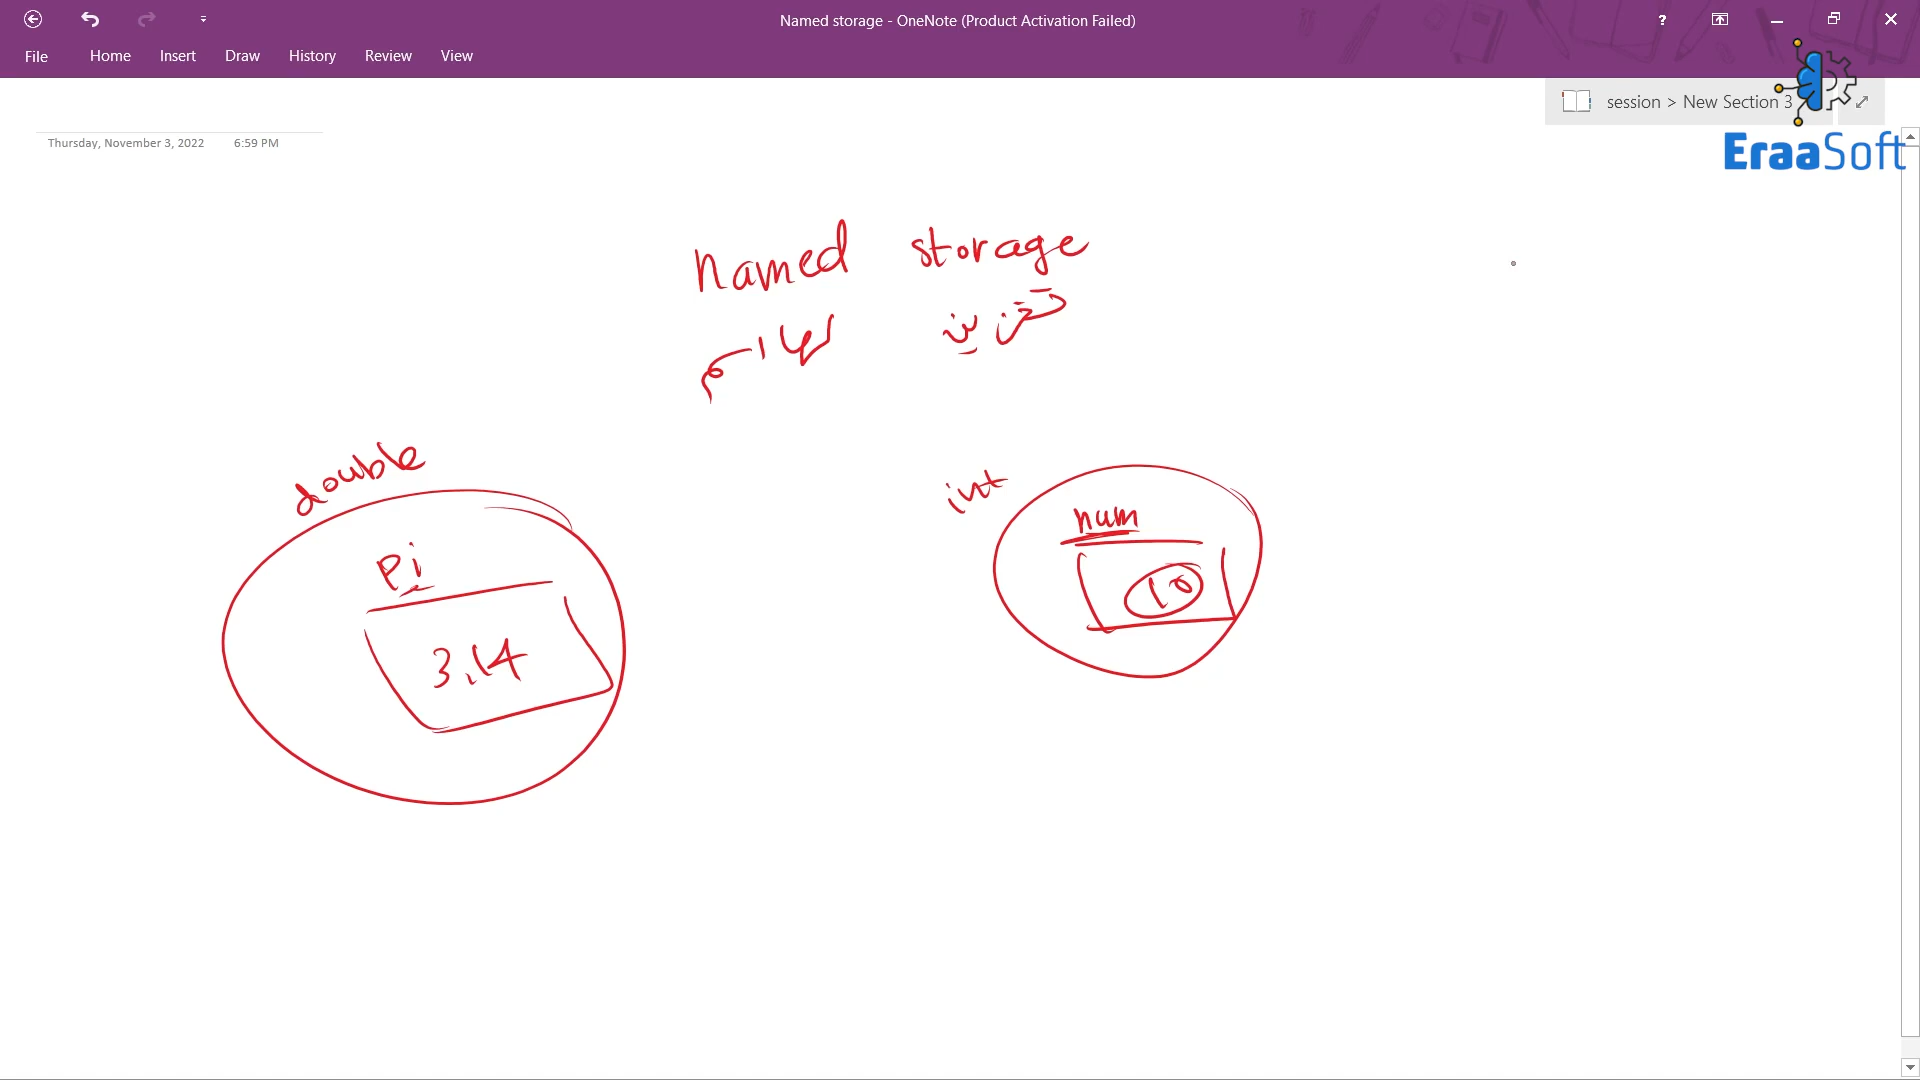 Named storage - OneNote (Product Activation Failed)
?
File Home Insert Draw History Review View
session > New Section 3
EraaSoft
Thursday, November 3, 2022 6:59 PM
Named storage
لها اسم تخزين
double
int
Pi
num
3.14
10